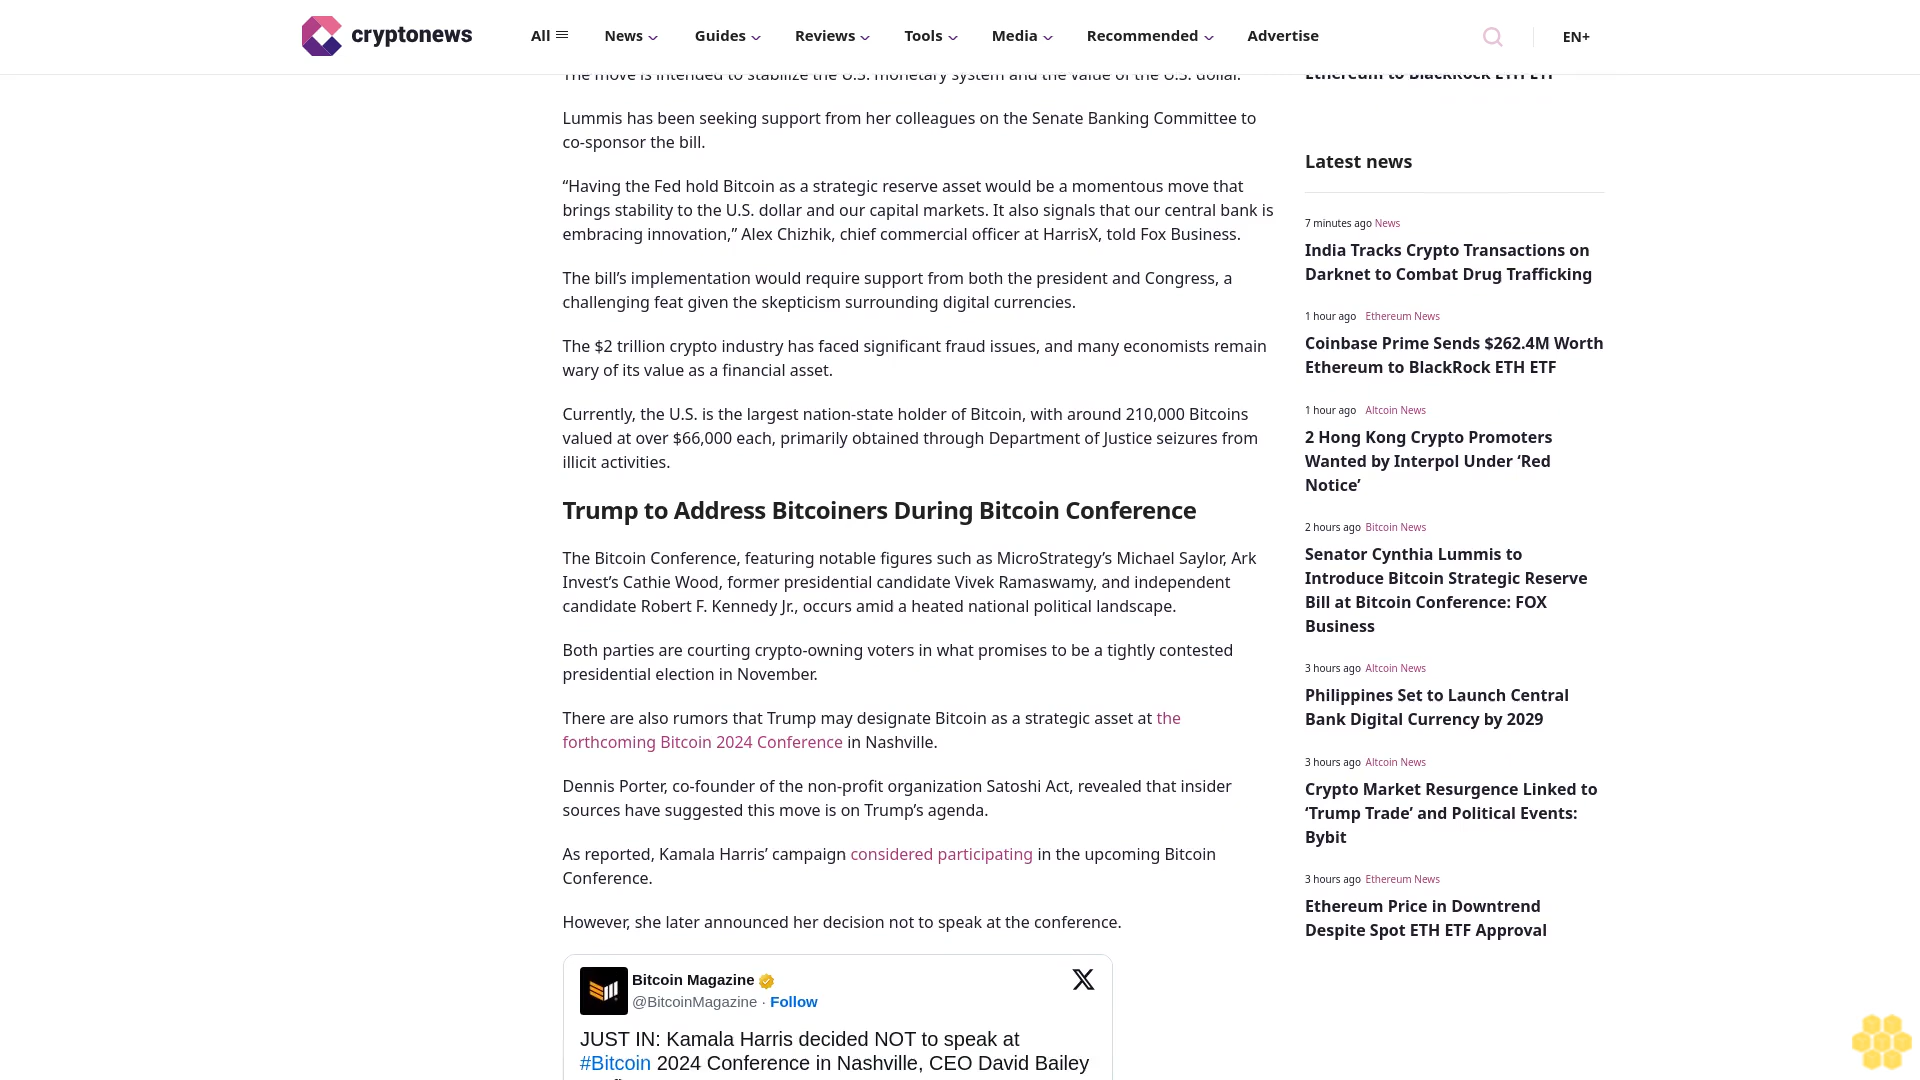 cryptonews
All
News
Guides
Reviews
Tools
Media
Recommended
Advertise
EN+
The move is intended to stabilize the U.S. monetary system and the value of the U.S. dollar.
Lummis has been seeking support from her colleagues on the Senate Banking Committee to
co-sponsor the bill.
“Having the Fed hold Bitcoin as a strategic reserve asset would be a momentous move that
brings stability to the U.S. dollar and our capital markets. It also signals that our central bank is
embracing innovation,” Alex Chizhik, chief commercial officer at HarrisX, told Fox Business.
The bill’s implementation would require support from both the president and Congress, a
challenging feat given the skepticism surrounding digital currencies.
The $2 trillion crypto industry has faced significant fraud issues, and many economists remain
wary of its value as a financial asset.
Currently, the U.S. is the largest nation-state holder of Bitcoin, with around 210,000 Bitcoins
valued at over $66,000 each, primarily obtained through Department of Justice seizures from
illicit activities.
Trump to Address Bitcoiners During Bitcoin Conference
The Bitcoin Conference, featuring notable figures such as MicroStrategy’s Michael Saylor, Ark
Invest’s Cathie Wood, former presidential candidate Vivek Ramaswamy, and independent
candidate Robert F. Kennedy Jr., occurs amid a heated national political landscape.
Both parties are courting crypto-owning voters in what promises to be a tightly contested
presidential election in November.
There are also rumors that Trump may designate Bitcoin as a strategic asset at the
forthcoming Bitcoin 2024 Conference in Nashville.
Dennis Porter, co-founder of the non-profit organization Satoshi Act, revealed that insider
sources have suggested this move is on Trump’s agenda.
As reported, Kamala Harris’ campaign considered participating in the upcoming Bitcoin
Conference.
However, she later announced her decision not to speak at the conference.
Bitcoin Magazine
@BitcoinMagazine · Follow
JUST IN: Kamala Harris decided NOT to speak at
#Bitcoin 2024 Conference in Nashville, CEO David Bailey
Ethereum to BlackRock ETH ETF
Latest news
7 minutes ago News
India Tracks Crypto Transactions on
Darknet to Combat Drug Trafficking
1 hour ago Ethereum News
Coinbase Prime Sends $262.4M Worth
Ethereum to BlackRock ETH ETF
1 hour ago Altcoin News
2 Hong Kong Crypto Promoters
Wanted by Interpol Under ‘Red
Notice’
2 hours ago Bitcoin News
Senator Cynthia Lummis to
Introduce Bitcoin Strategic Reserve
Bill at Bitcoin Conference: FOX
Business
3 hours ago Altcoin News
Philippines Set to Launch Central
Bank Digital Currency by 2029
3 hours ago Altcoin News
Crypto Market Resurgence Linked to
‘Trump Trade’ and Political Events:
Bybit
3 hours ago Ethereum News
Ethereum Price in Downtrend
Despite Spot ETH ETF Approval